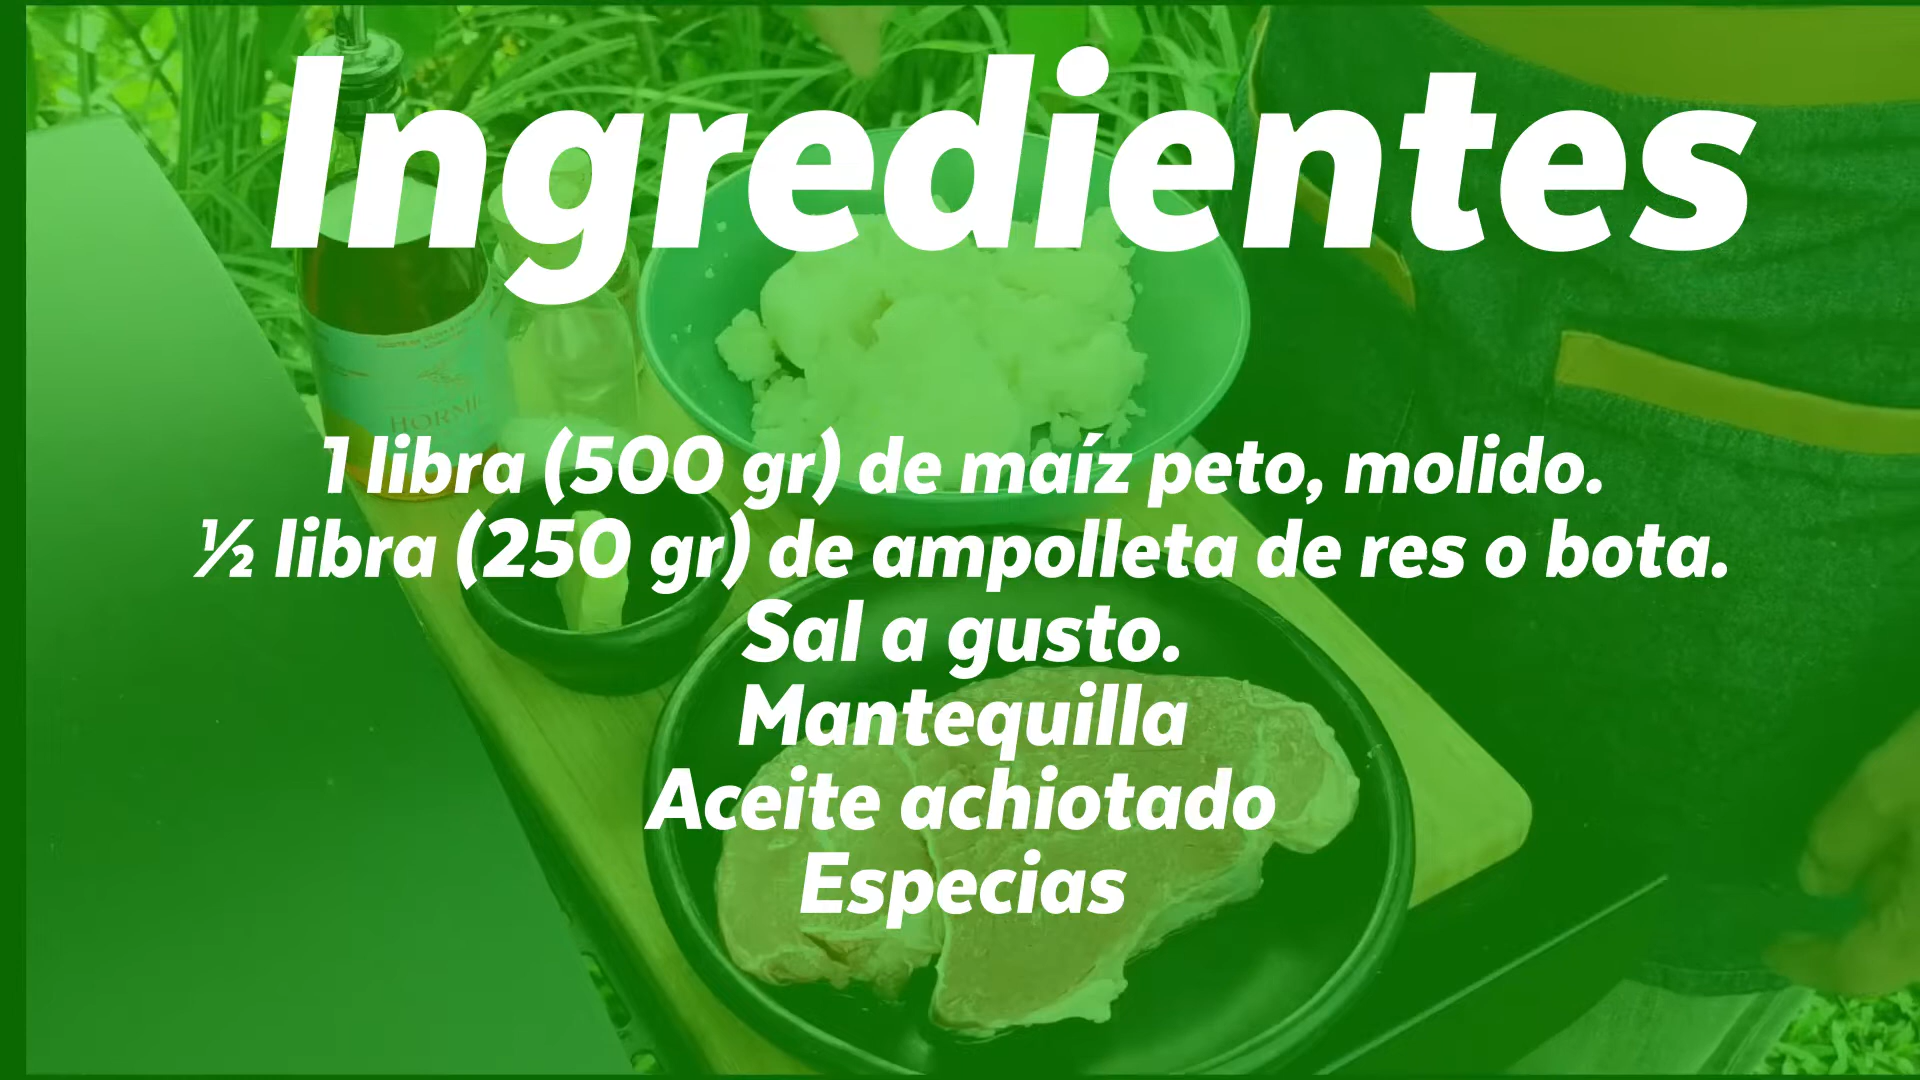 Ingredientes
HORMI
1 libra (500 gr) de maíz peto, molido.
½ libra (250 gr) de ampolleta de res o bota.
Sal a gusto.
Mantequilla
Aceite achiotado
Especias